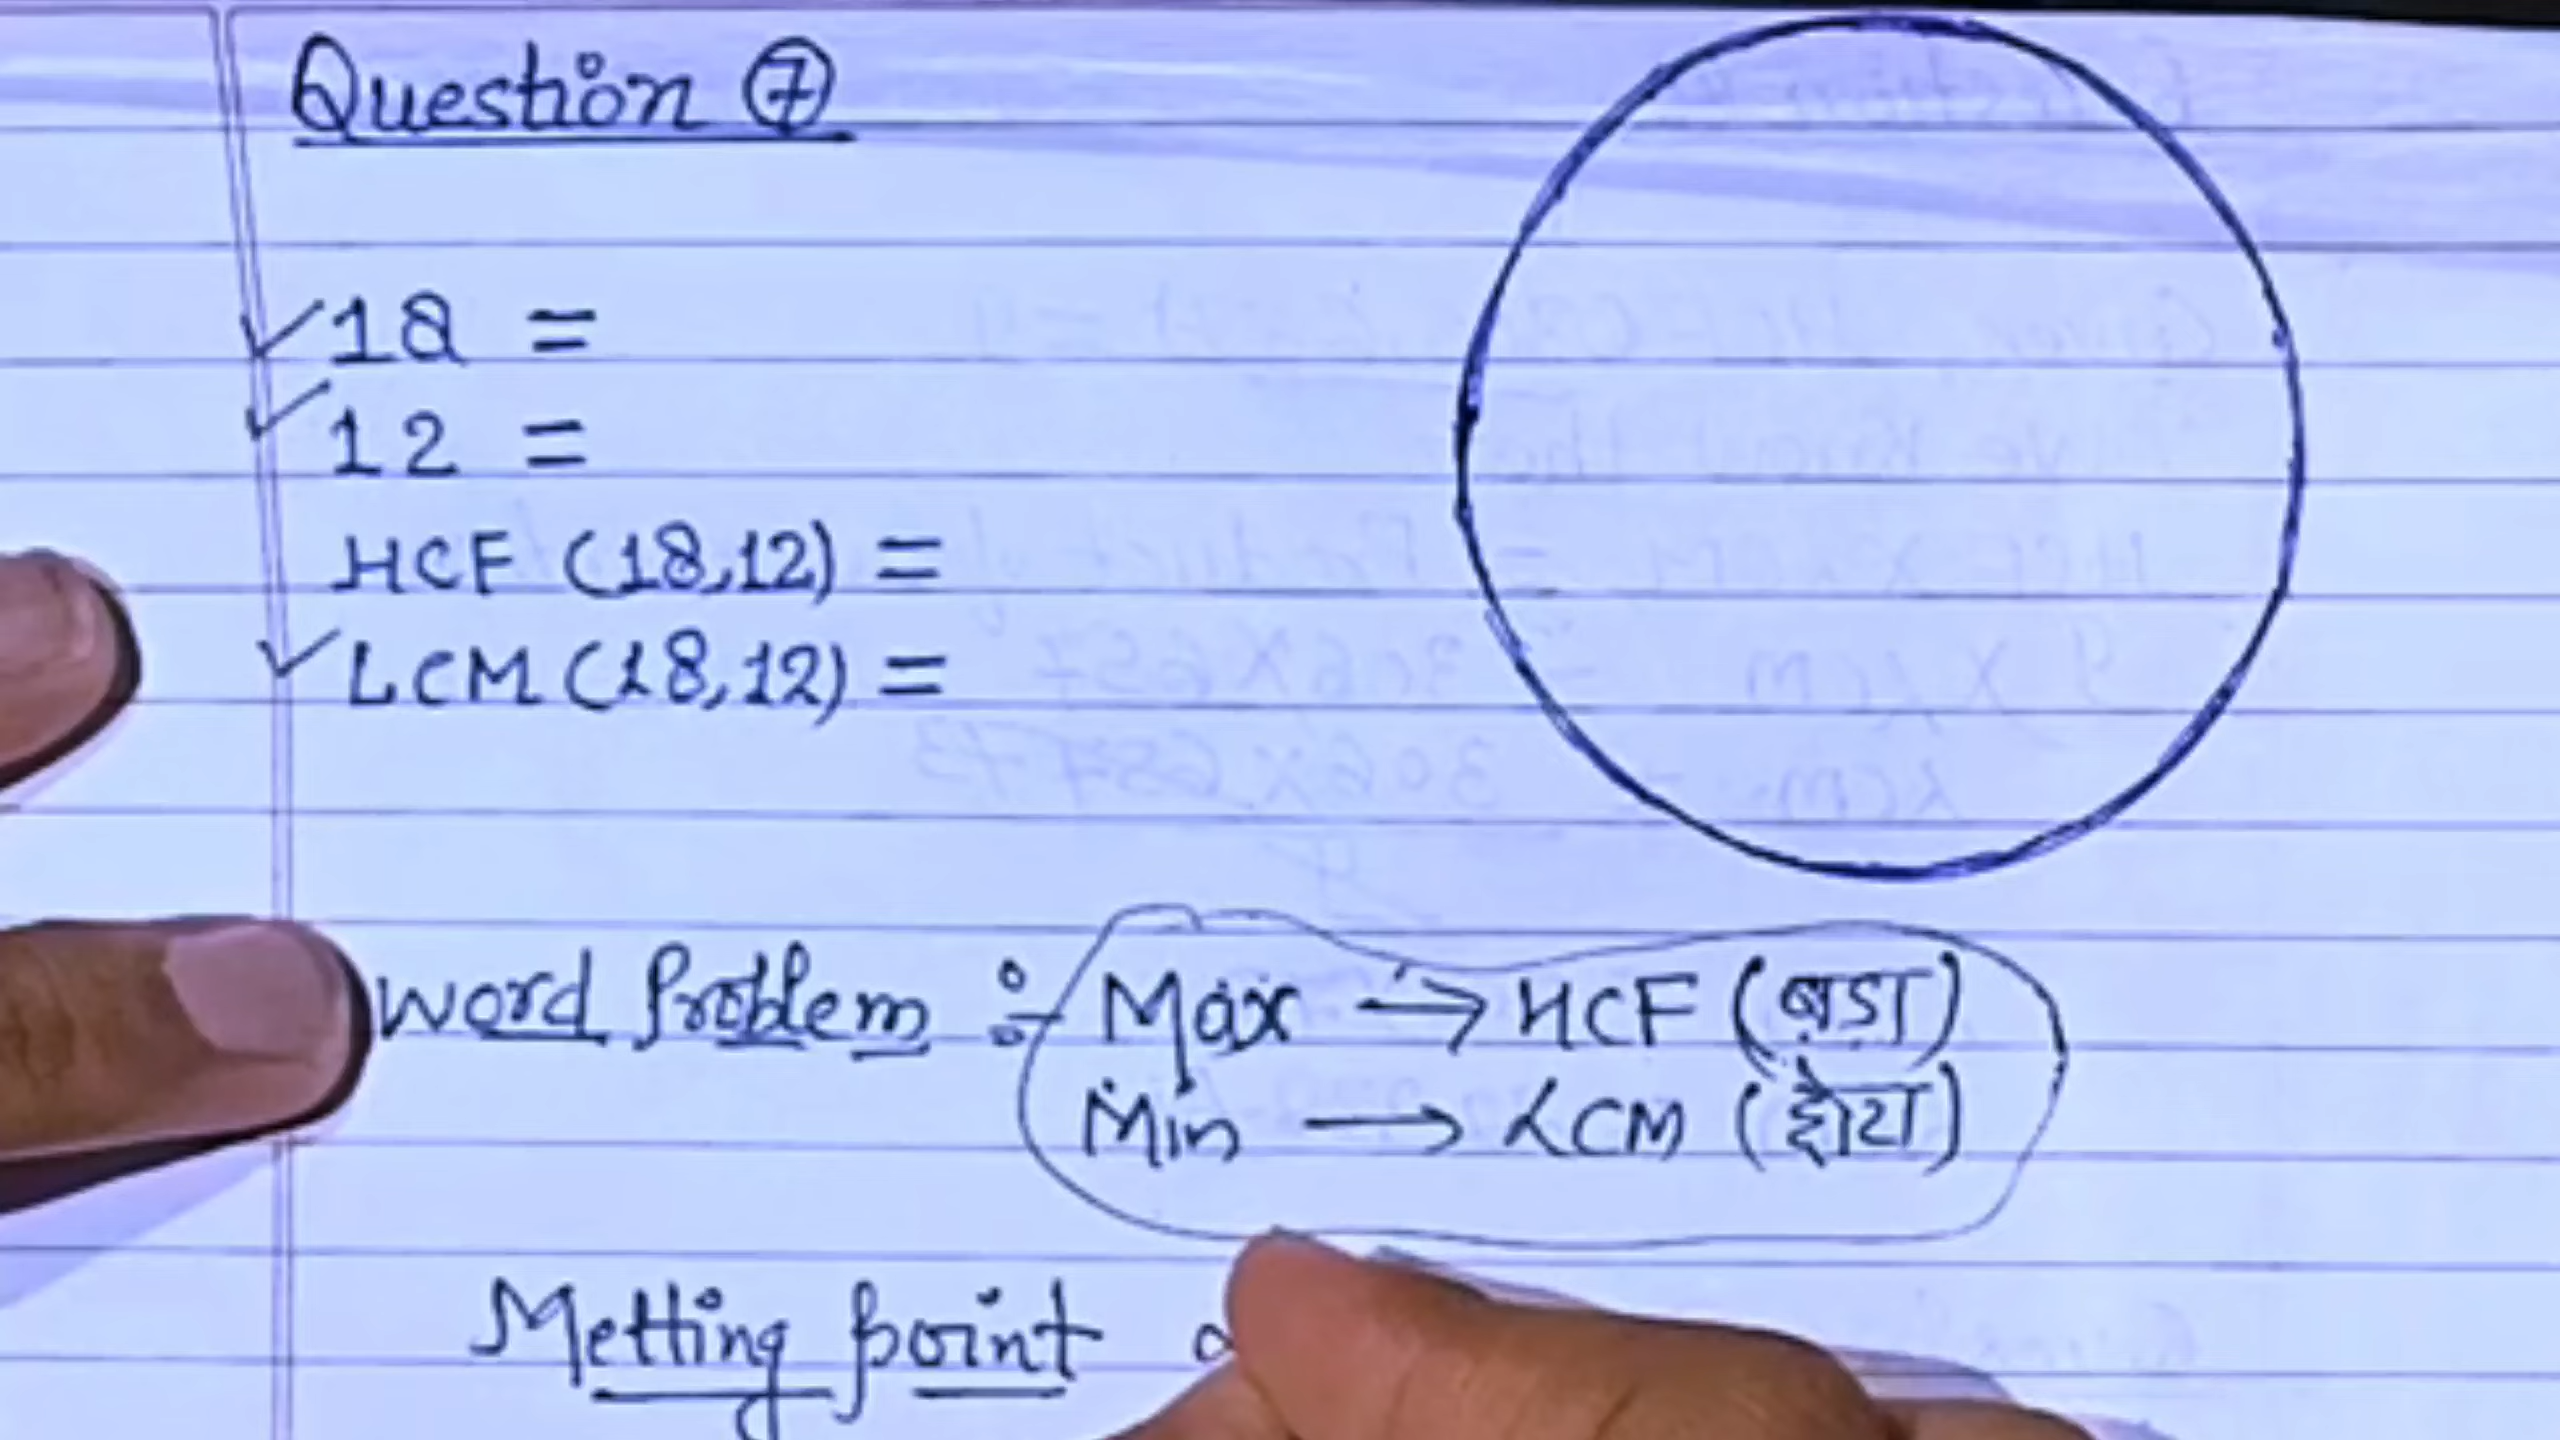 Question ⑦
18 =
12 =
HCF (18,12) =
LCM (18,12) =
Word Problem ÷ Max → HCF (बड़ा)
Min → LCM (छोटा)
Metting point